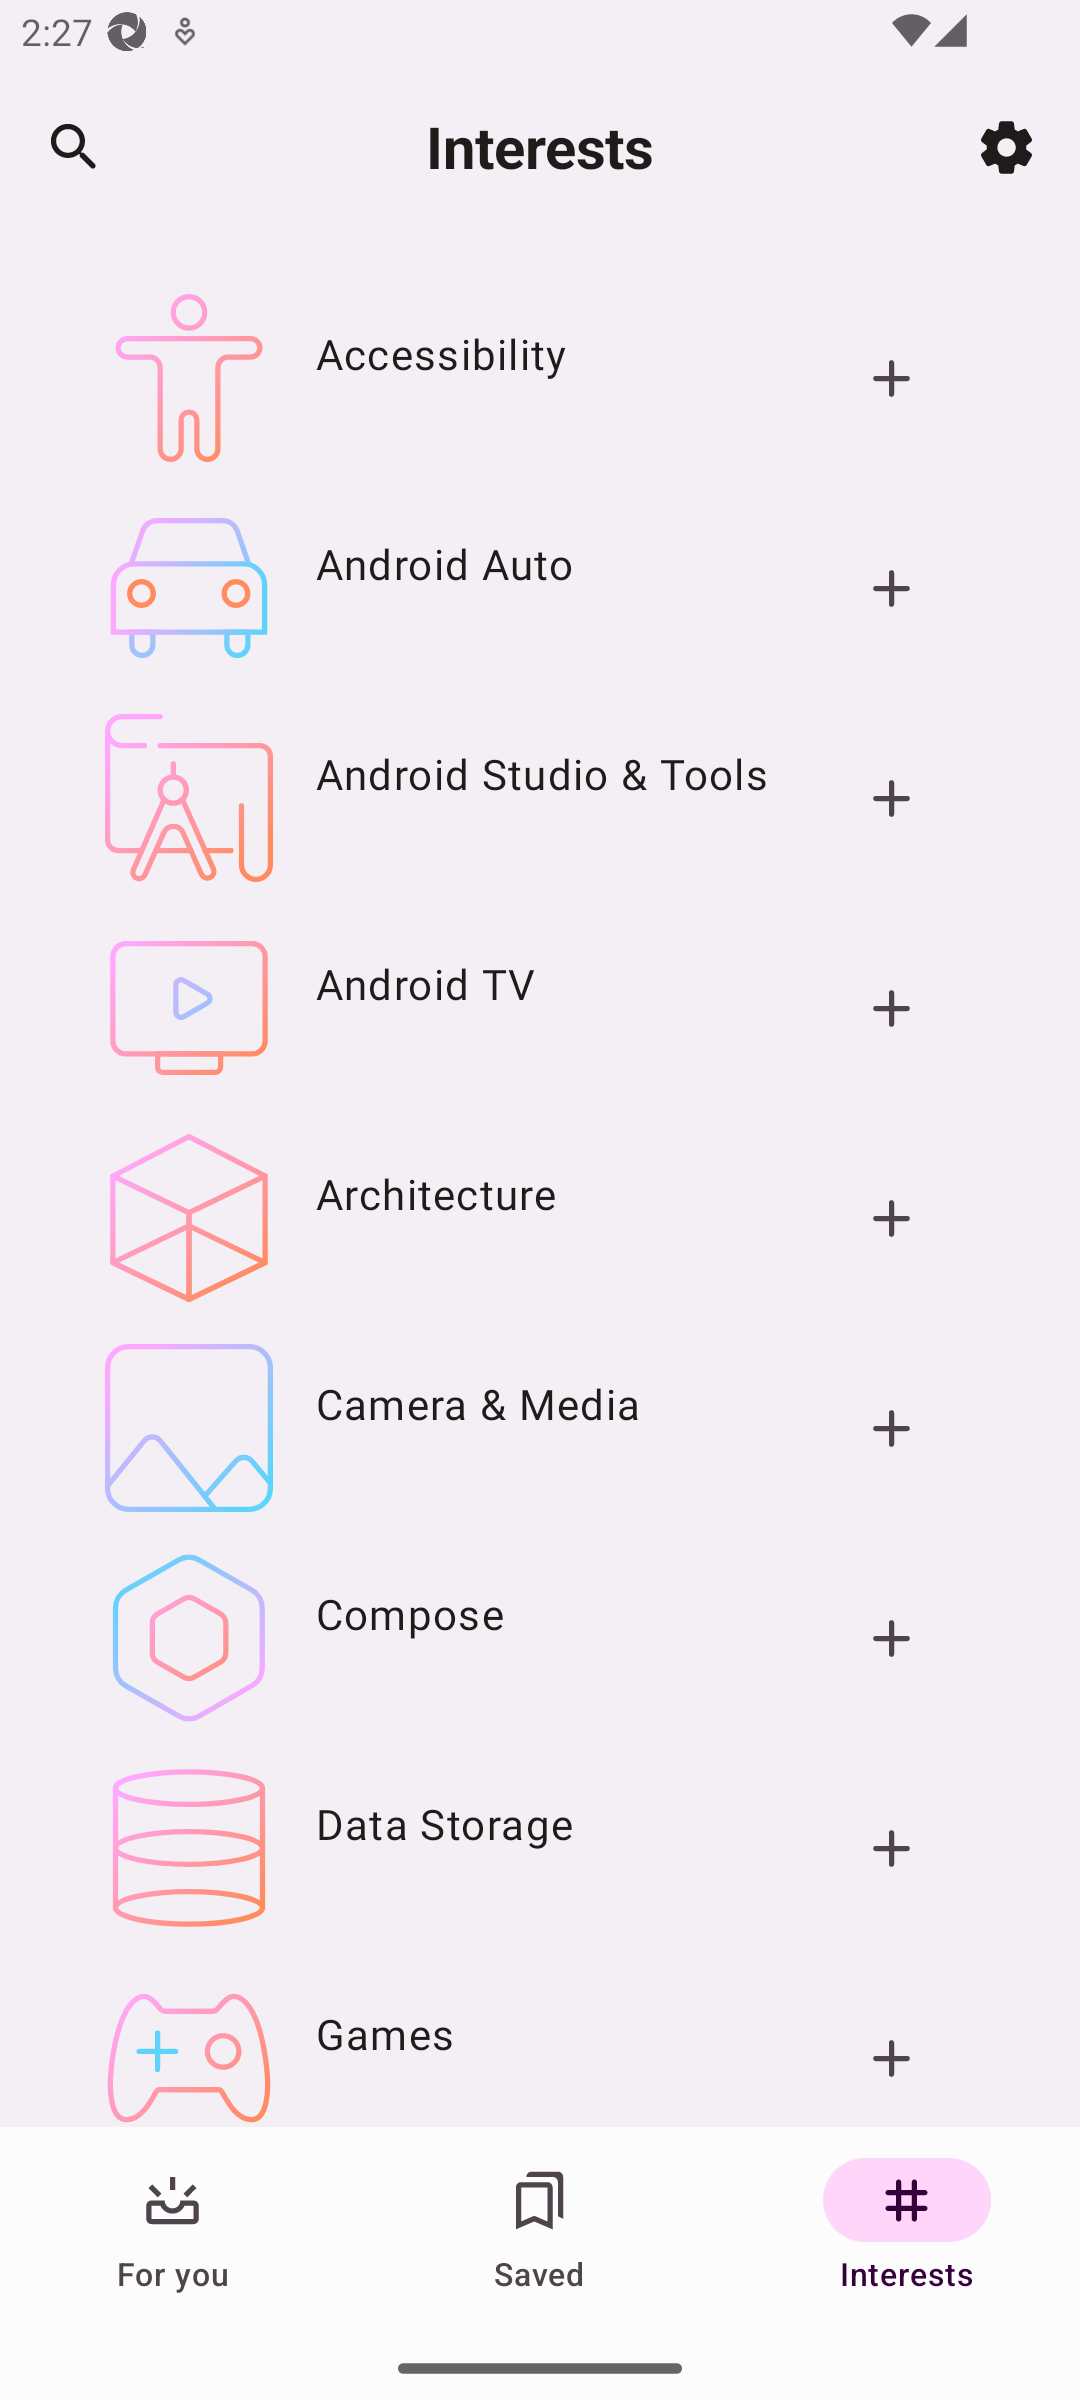 2:27
Interests
Accessibility
Android Auto
Android Studio & Tools
Android TV
Architecture
Camera & Media
Compose
Data Storage
Games
For you
Saved
Interests